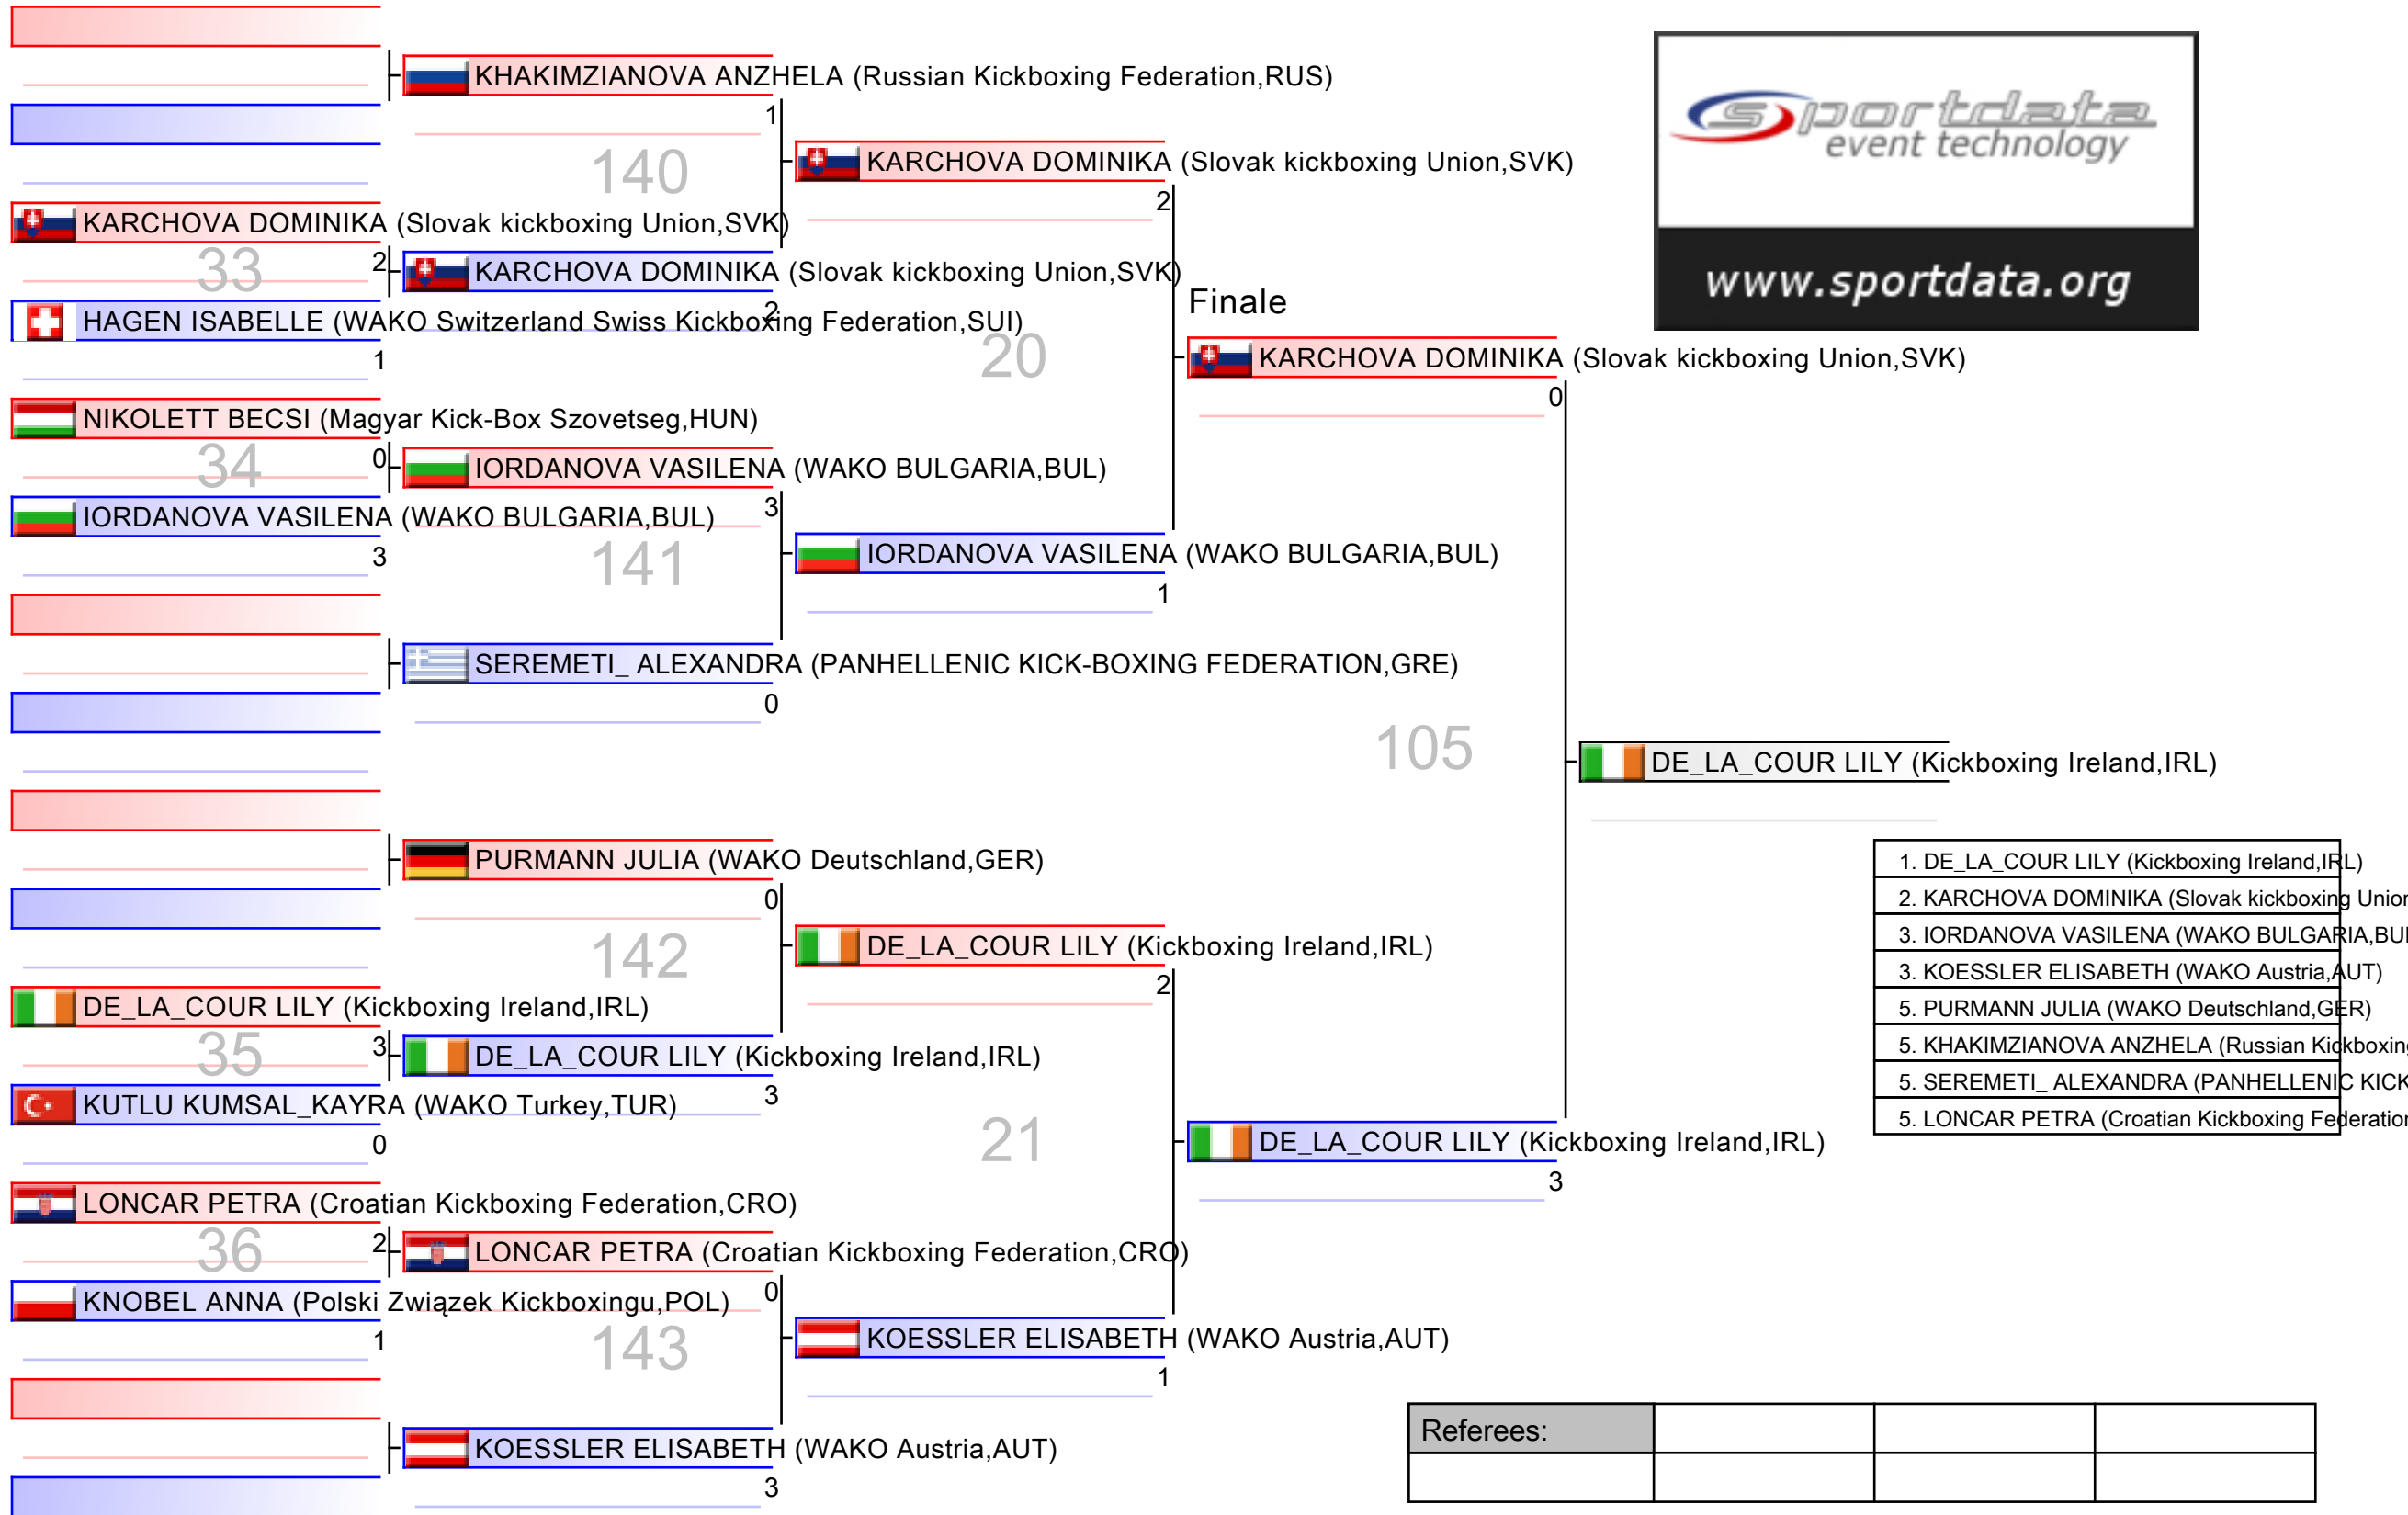 KHAKIMZIANOVA ANZHELA (Russian Kickboxing Federation,RUS)
1
sportdata
event technology
www.sportdata.org
140
KARCHOVA DOMINIKA (Slovak kickboxing Union,SVK)
2
KARCHOVA DOMINIKA (Slovak kickboxing Union,SVK)
33
2
KARCHOVA DOMINIKA (Slovak kickboxing Union,SVK)
2
HAGEN ISABELLE (WAKO Switzerland Swiss Kickboxing Federation,SUI)
1
20
Finale
KARCHOVA DOMINIKA (Slovak kickboxing Union,SVK)
0
NIKOLETT BECSI (Magyar Kick-Box Szovetseg,HUN)
34
0
IORDANOVA VASILENA (WAKO BULGARIA,BUL)
3
IORDANOVA VASILENA (WAKO BULGARIA,BUL)
3
141
IORDANOVA VASILENA (WAKO BULGARIA,BUL)
1
SEREMETI_ ALEXANDRA (PANHELLENIC KICK-BOXING FEDERATION,GRE)
0
105
DE_LA_COUR LILY (Kickboxing Ireland,IRL)
PURMANN JULIA (WAKO Deutschland,GER)
0
142
DE_LA_COUR LILY (Kickboxing Ireland,IRL)
2
DE_LA_COUR LILY (Kickboxing Ireland,IRL)
35
3
DE_LA_COUR LILY (Kickboxing Ireland,IRL)
3
KUTLU KUMSAL_KAYRA (WAKO Turkey,TUR)
0
21
DE_LA_COUR LILY (Kickboxing Ireland,IRL)
3
1. DE_LA_COUR LILY (Kickboxing Ireland,IRL)
2. KARCHOVA DOMINIKA (Slovak kickboxing Union
3. IORDANOVA VASILENA (WAKO BULGARIA,BUL
3. KOESSLER ELISABETH (WAKO Austria,AUT)
5. PURMANN JULIA (WAKO Deutschland,GER)
5. KHAKIMZIANOVA ANZHELA (Russian Kickboxing
5. SEREMETI_ ALEXANDRA (PANHELLENIC KICK
5. LONCAR PETRA (Croatian Kickboxing Federation
LONCAR PETRA (Croatian Kickboxing Federation,CRO)
36
2
LONCAR PETRA (Croatian Kickboxing Federation,CRO)
0
KNOBEL ANNA (Polski Związek Kickboxingu,POL)
1
143
KOESSLER ELISABETH (WAKO Austria,AUT)
1
KOESSLER ELISABETH (WAKO Austria,AUT)
3
Referees: